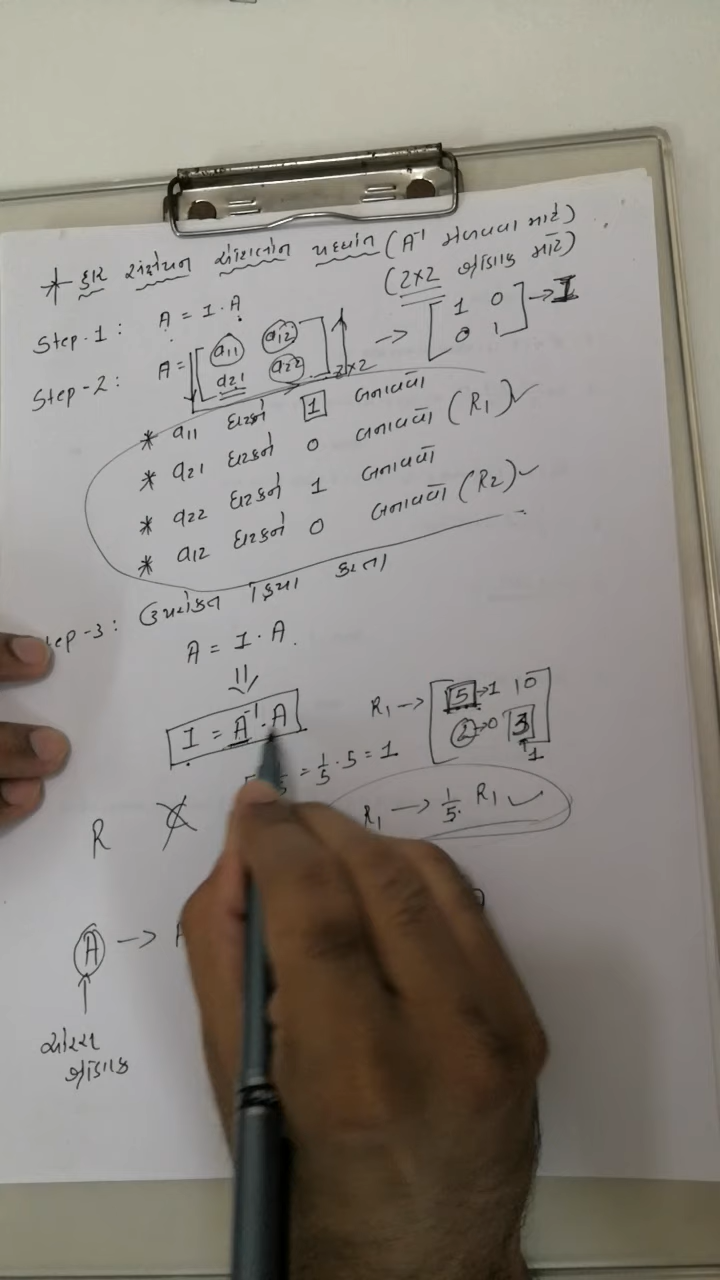 * હાર સંશોધન સોપાનોન પધ્ધતિ (A⁻¹ મેળવવા માટે)
(2×2 શ્રેણિક માટે)
Step-1: A = I · A
Step-2: A = [a11 a12 a21 a22] 2×2 → [1 0 0 1] → I
* a11 ઘટકને 1 બનાવવો
* a21 ઘટકને 0 બનાવવો (R1) ✓
* a22 ઘટકને 1 બનાવવો
* a12 ઘટકને 0 બનાવવો (R2) ✓
Step-3: ઉપરોક્ત ક્રિયા કરતા
A = I · A
I = A⁻¹ · A
R1 → [5 → 1 10
2 → 0 3
1
= 1/5 · 5 = 1
R1 → 1/5 · R1 ✓
R
A →
ચોરસ
શ્રેણિક